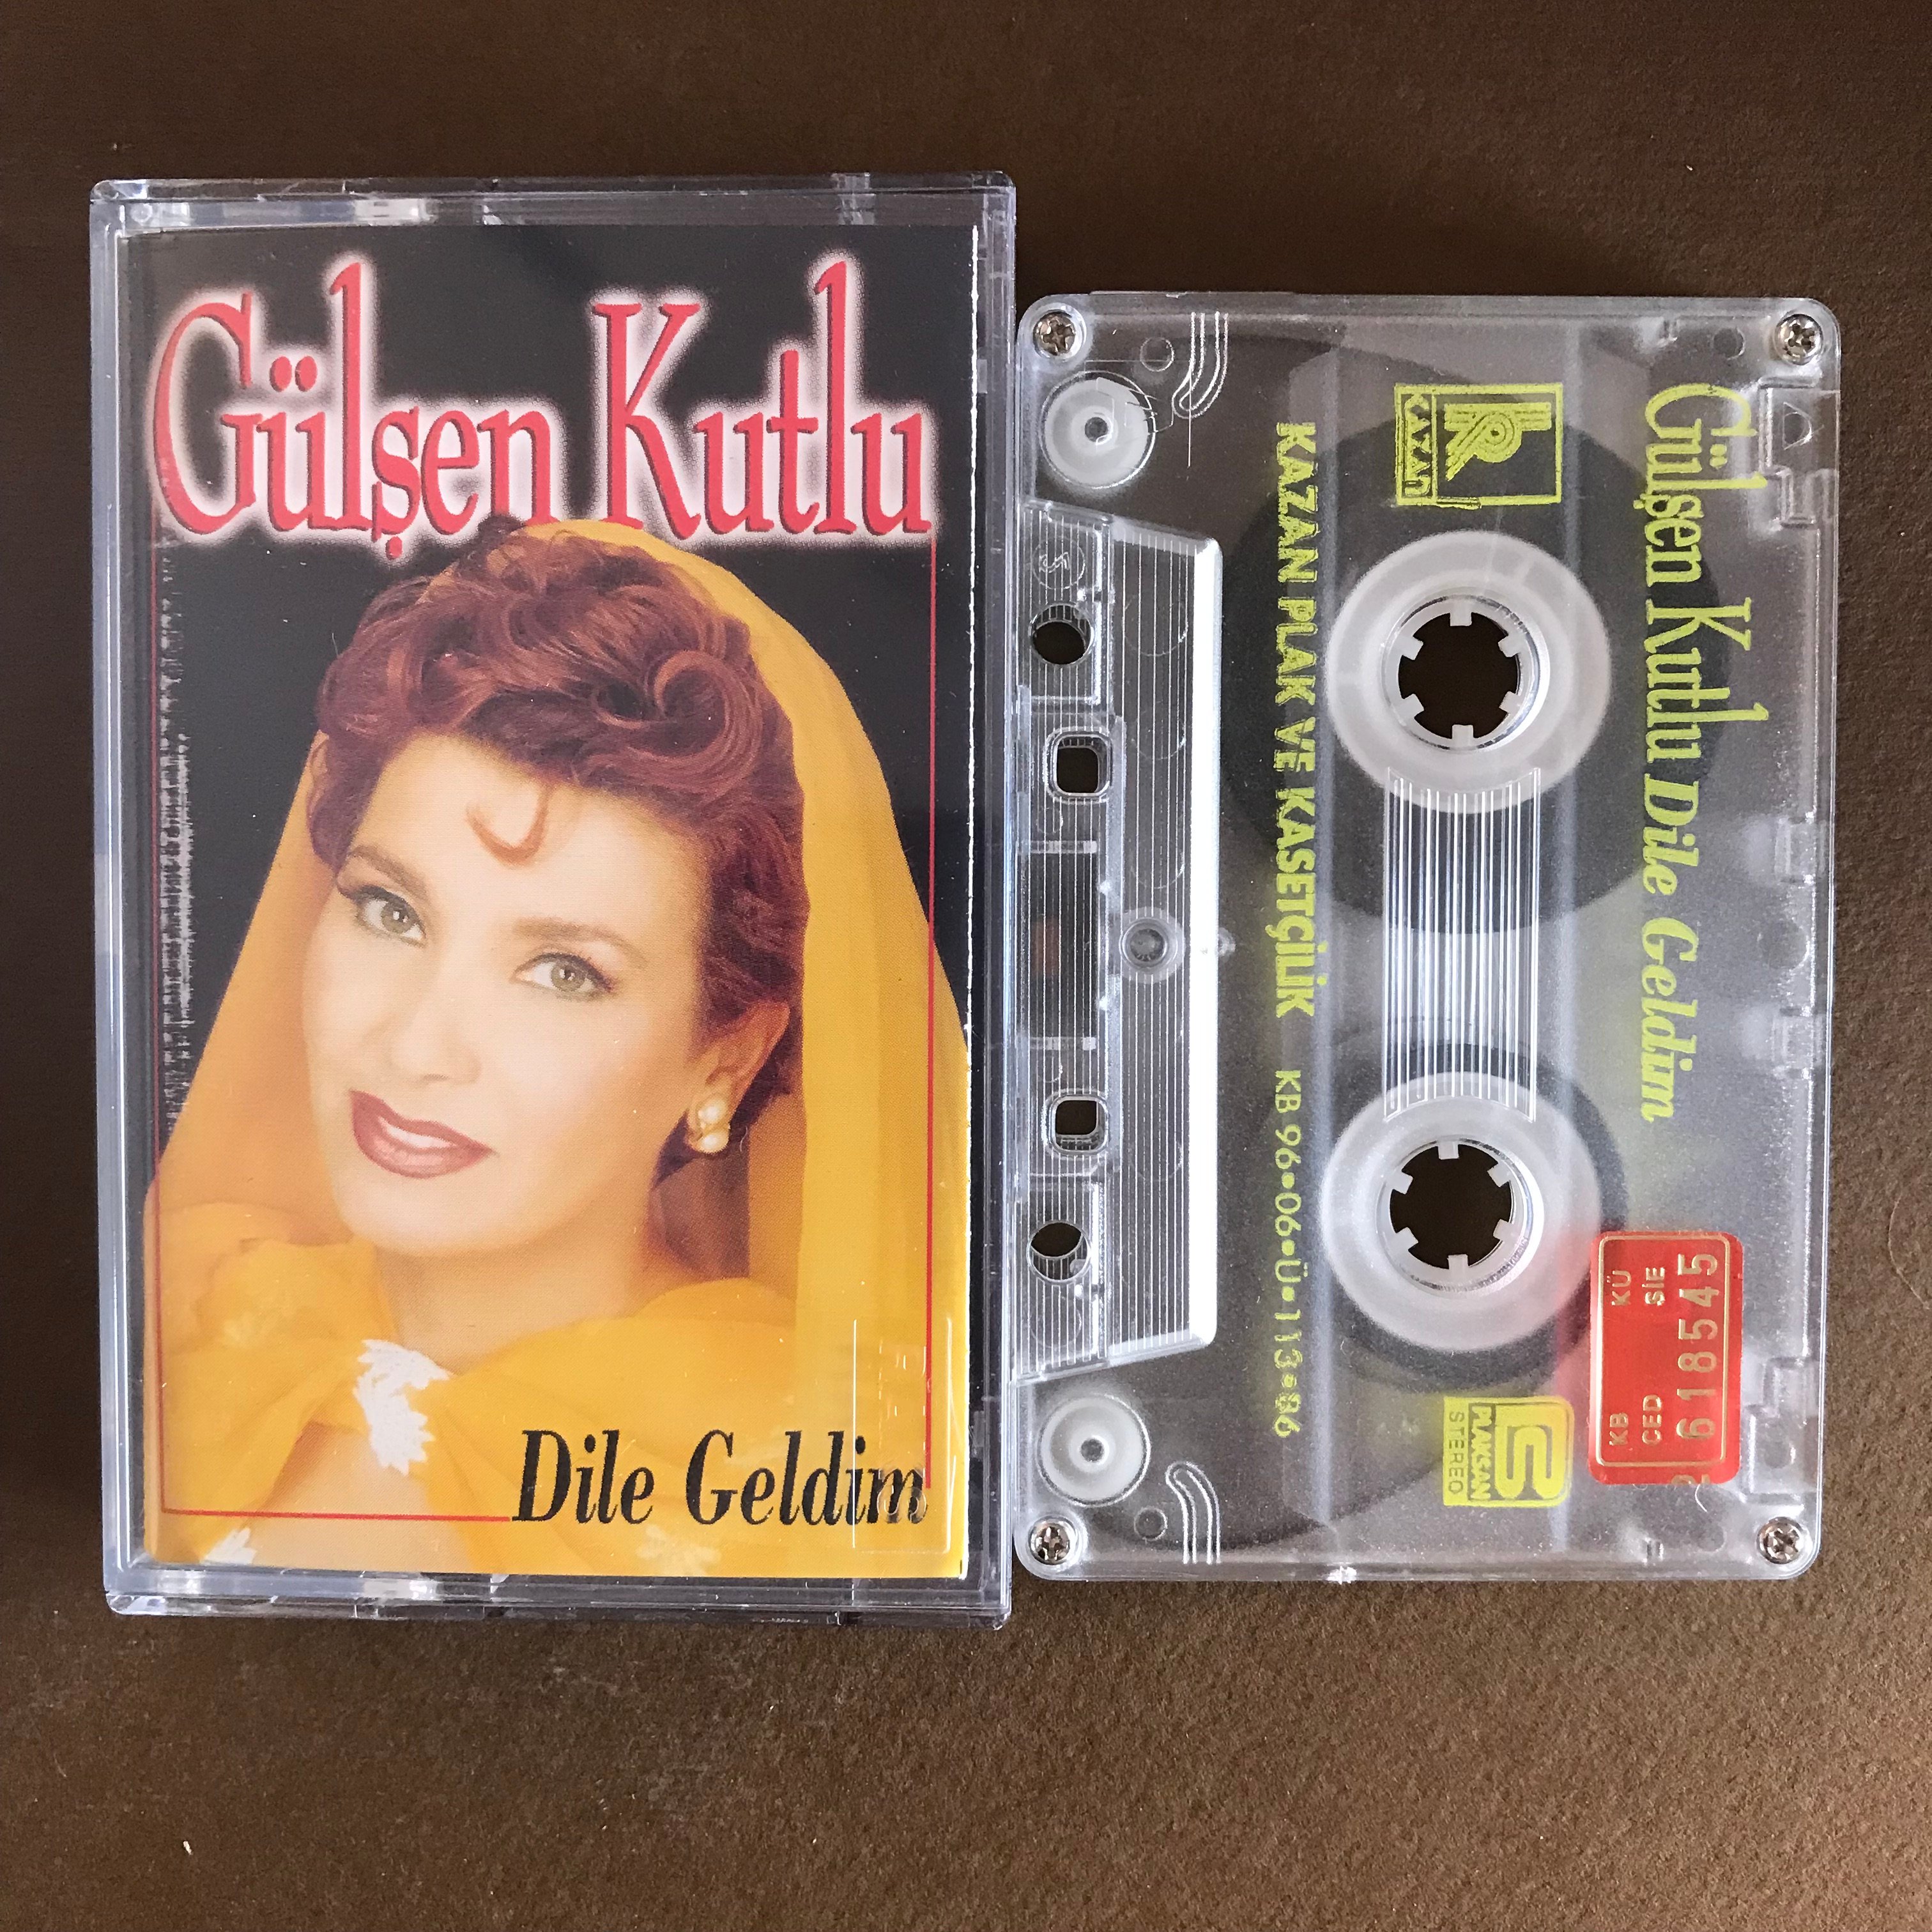 Gülşen Kutlu
Dile Geldim
Gülşen Kutlu Dile Geldim
KAZAN
KAZAN PLAK VE KASETÇİLİK KB 96•06•Ü•113•86
PLAKSAN
STEREO
KB KÜ
CED SİE
618545